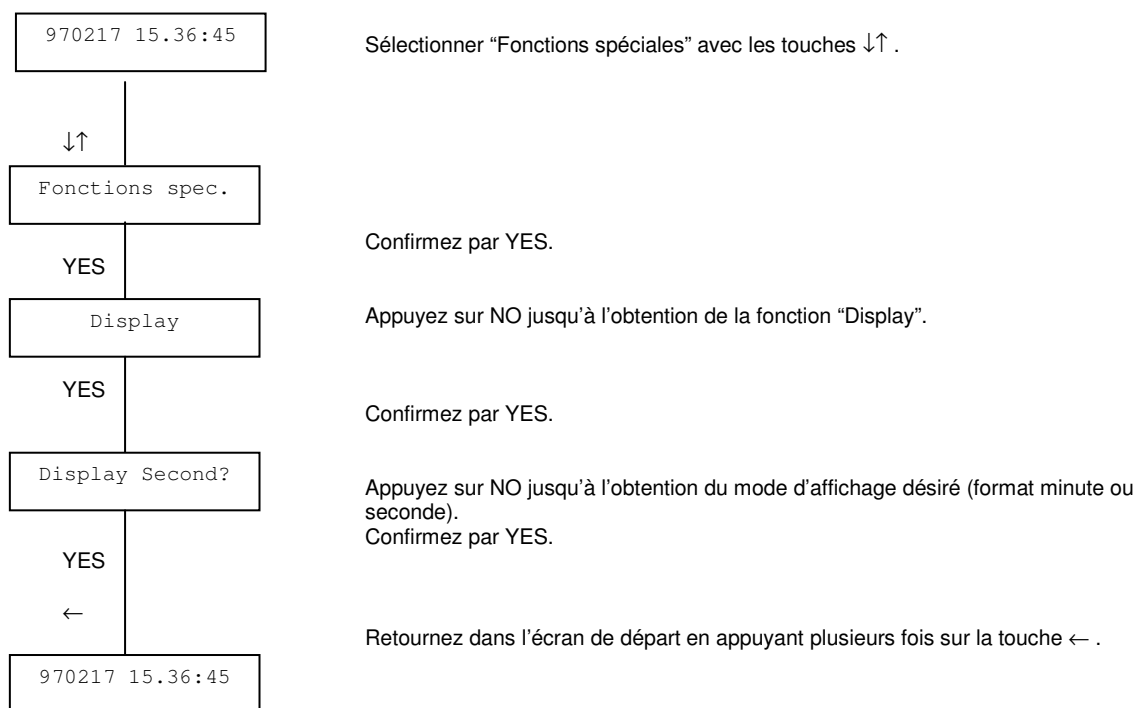 970217 15.36:45
Sélectionner “Fonctions spéciales” avec les touches ↓↑ .
↓↑
Fonctions spec.
Confirmez par YES.
YES
Display
Appuyez sur NO jusqu’à l’obtention de la fonction “Display”.
YES
Confirmez par YES.
Display Second?
Appuyez sur NO jusqu’à l’obtention du mode d’affichage désiré (format minute ou
seconde).
Confirmez par YES.
YES
←
Retournez dans l’écran de départ en appuyant plusieurs fois sur la touche ← .
970217 15.36:45